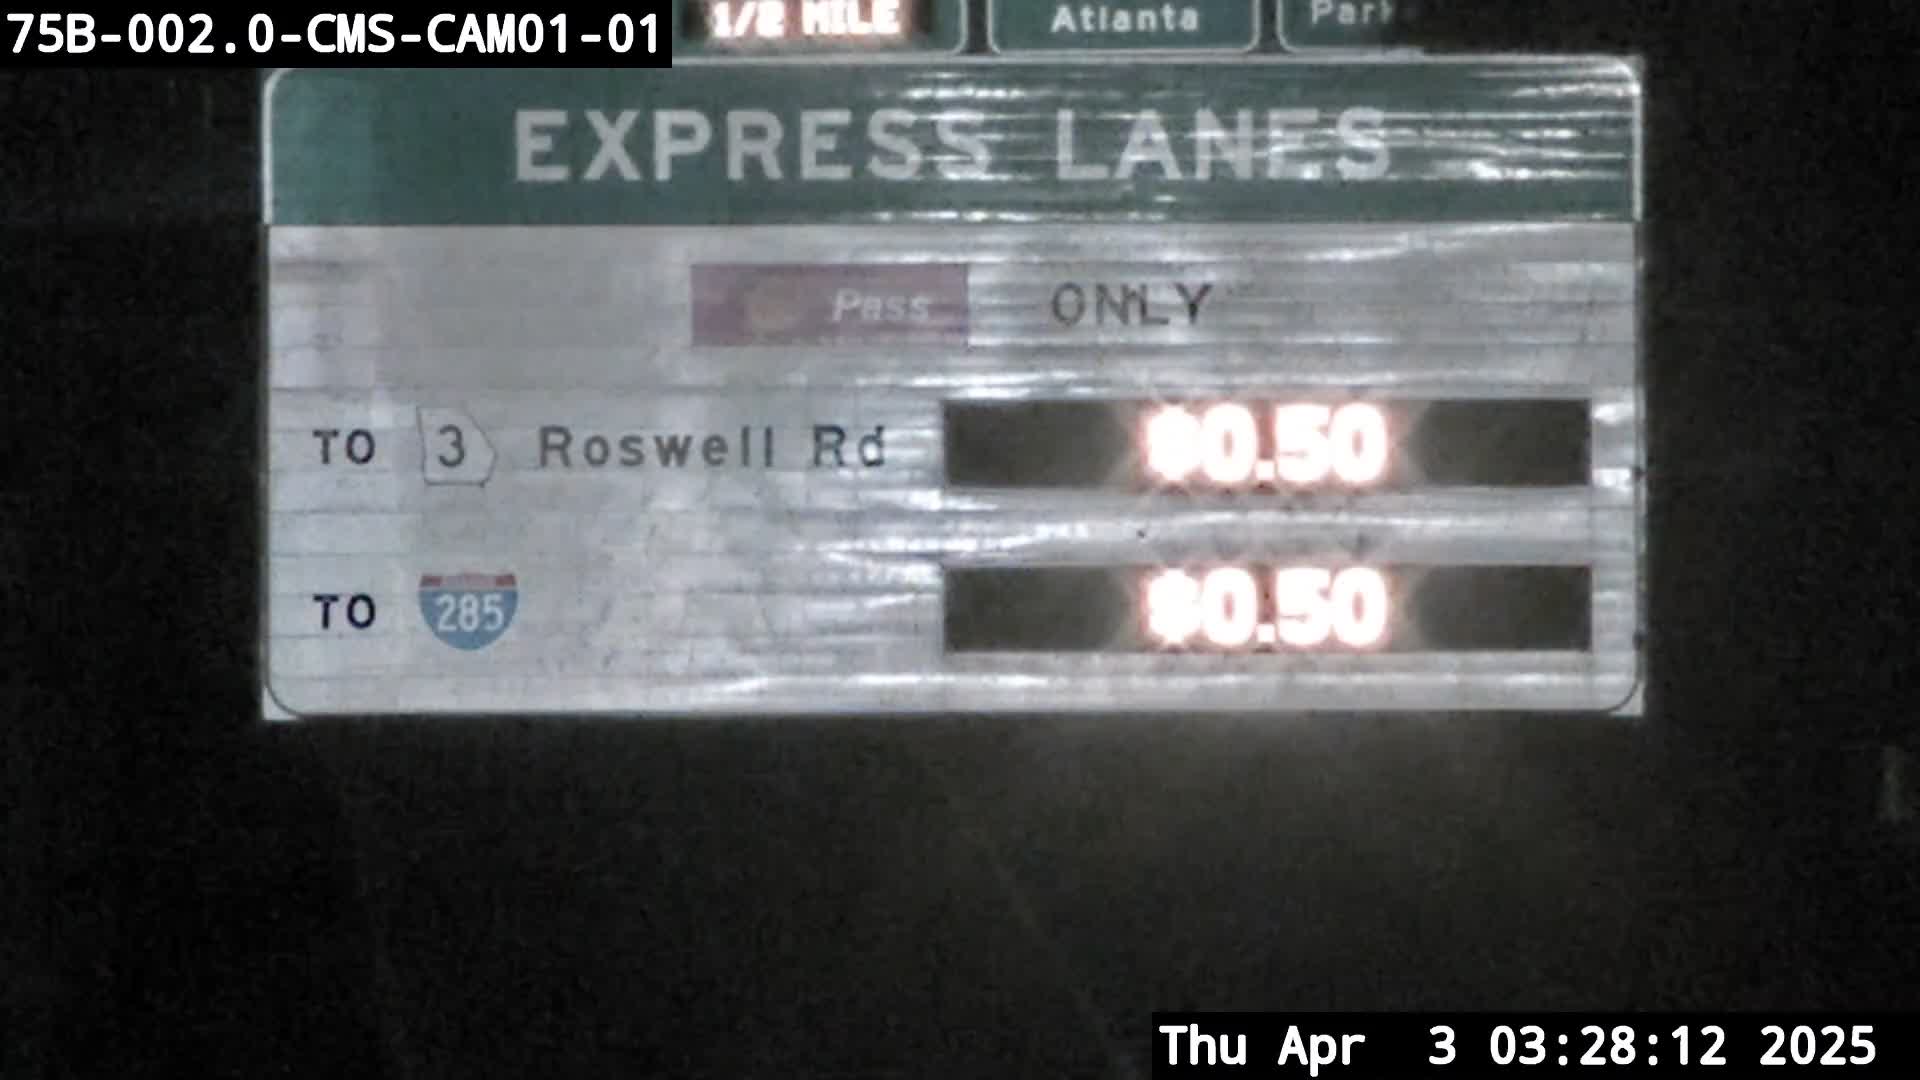 75B-002.0-CMS-CAM01-01
1/2 MILE
Atlanta
EXPRESS LANES
Pass ONLY
TO 3 Roswell Rd $0.50
TO 285 $0.50
Thu Apr 3 03:28:12 2025